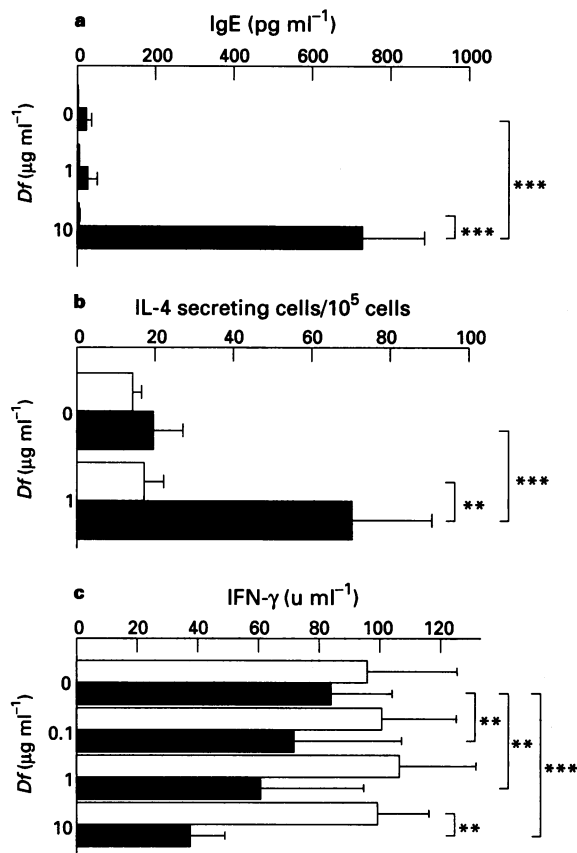 a
IgE (pg ml⁻¹)
0 200 400 600 800 1000
Df (μg ml⁻¹)
0
1
10
***
***
b
IL-4 secreting cells/10⁵ cells
0 20 40 60 80 100
Df (μg ml⁻¹)
0
1
**
***
c
IFN-γ (u ml⁻¹)
0 20 40 60 80 100 120
Df (μg ml⁻¹)
0
0.1
1
10
**
**
***
**